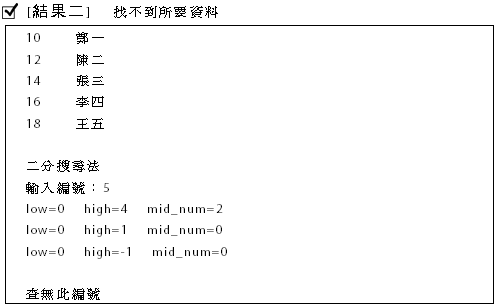 [結果二] 找不到所要資料
10 鄭一
12 陳二
14 張三
16 李四
18 王五
二分搜尋法
輸入編號：5
low=0 high=4 mid_num=2
low=0 high=1 mid_num=0
low=0 high=-1 mid_num=0
查無此編號